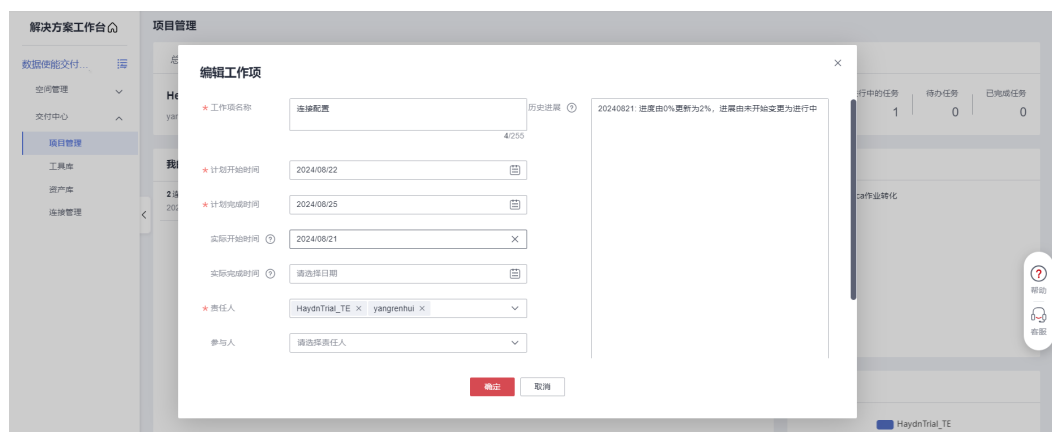 解决方案工作台
项目管理
数据使能交付...
空间管理
交付中心
项目管理
工具库
资产库
连接管理
编辑工作项
工作项名称
连接配置
4/255
计划开始时间
2024/08/22
计划完成时间
2024/08/25
实际开始时间
2024/08/21
实际完成时间
请选择日期
责任人
HaydnTrial_TE × yangrenhui ×
参与人
请选择责任人
历史进展
20240821: 进度由0%更新为2%，进展由未开始变更为进行中
确定 取消
行中的任务 待办任务 已完成任务
1 0 0
ca作业转化
帮助
客服
HaydnTrial_TE